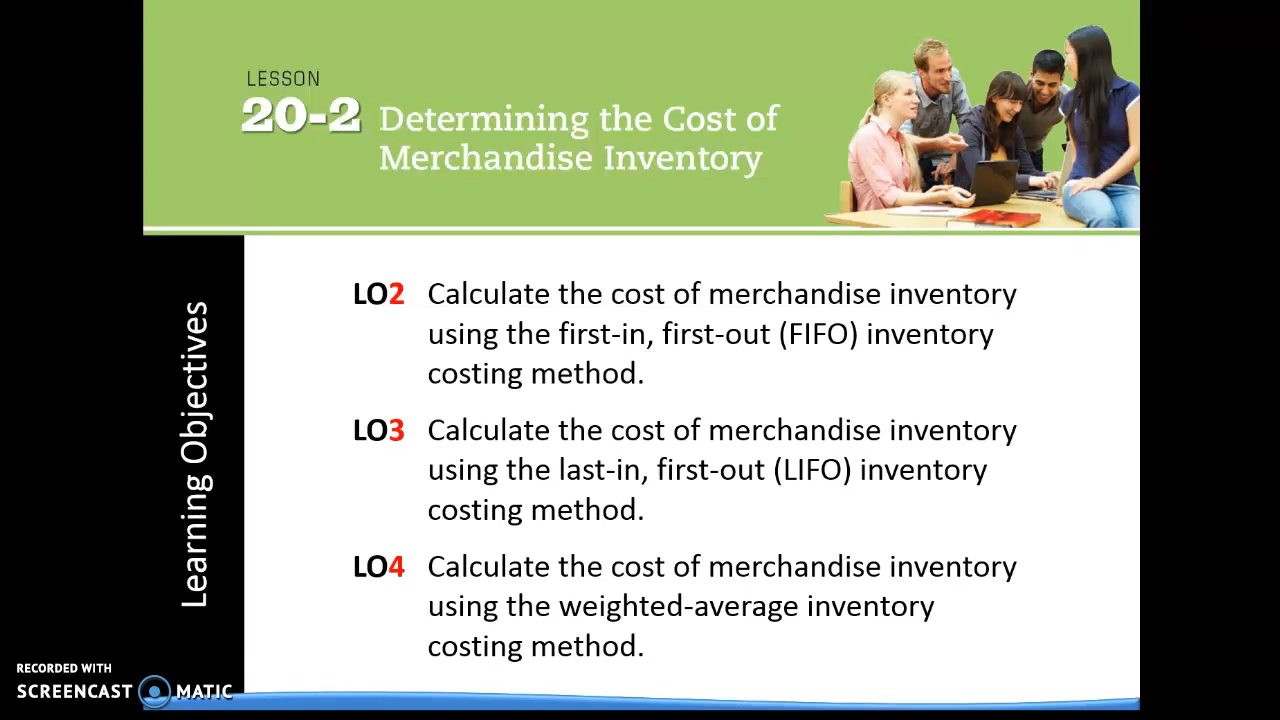 LESSON
20-2 Determining the Cost of
Merchandise Inventory
Learning Objectives
LO2 Calculate the cost of merchandise inventory
using the first-in, first-out (FIFO) inventory
costing method.
LO3 Calculate the cost of merchandise inventory
using the last-in, first-out (LIFO) inventory
costing method.
LO4 Calculate the cost of merchandise inventory
using the weighted-average inventory
costing method.
RECORDED WITH
SCREENCAST MATIC